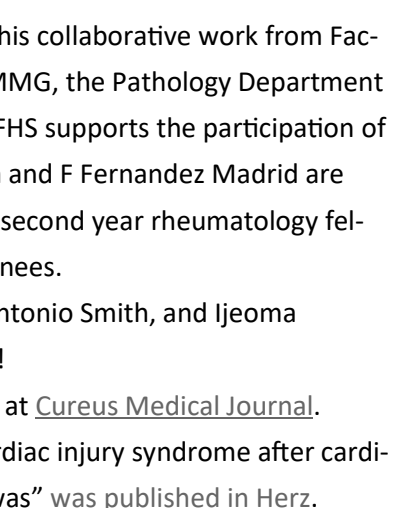 his collaborative work from Fac-
MMG, the Pathology Department
FHS supports the participation of
and F Fernandez Madrid are
second year rheumatology fel-
nees.
ntonio Smith, and Ijeoma
!
at Cureus Medical Journal.
rdiac injury syndrome after cardi-
vas” was published in Herz.